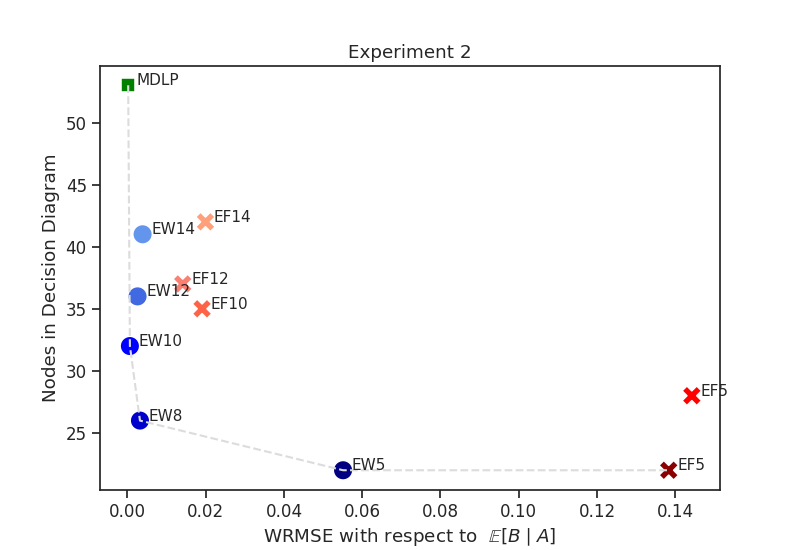 Experiment 2
MDLP
EW14
EF14
EW12
EF12
EF10
EW10
EW8
EW5
EF5
EF5
50
45
40
35
30
25
Nodes in Decision Diagram
0.00 0.02 0.04 0.06 0.08 0.10 0.12 0.14
WRMSE with respect to 𝔼[B | A]